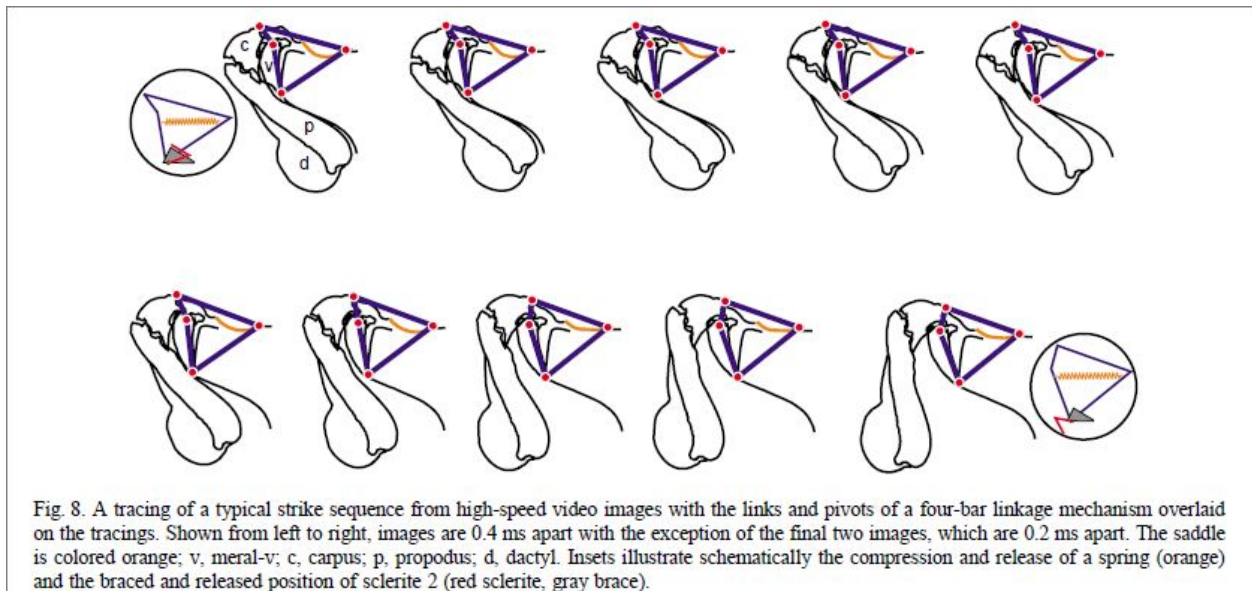 c
v
p
d
Fig. 8. A tracing of a typical strike sequence from high-speed video images with the links and pivots of a four-bar linkage mechanism overlaid
on the tracings. Shown from left to right, images are 0.4 ms apart with the exception of the final two images, which are 0.2 ms apart. The saddle
is colored orange; v, meral-v; c, carpus; p, propodus; d, dactyl. Insets illustrate schematically the compression and release of a spring (orange)
and the braced and released position of sclerite 2 (red sclerite, gray brace).